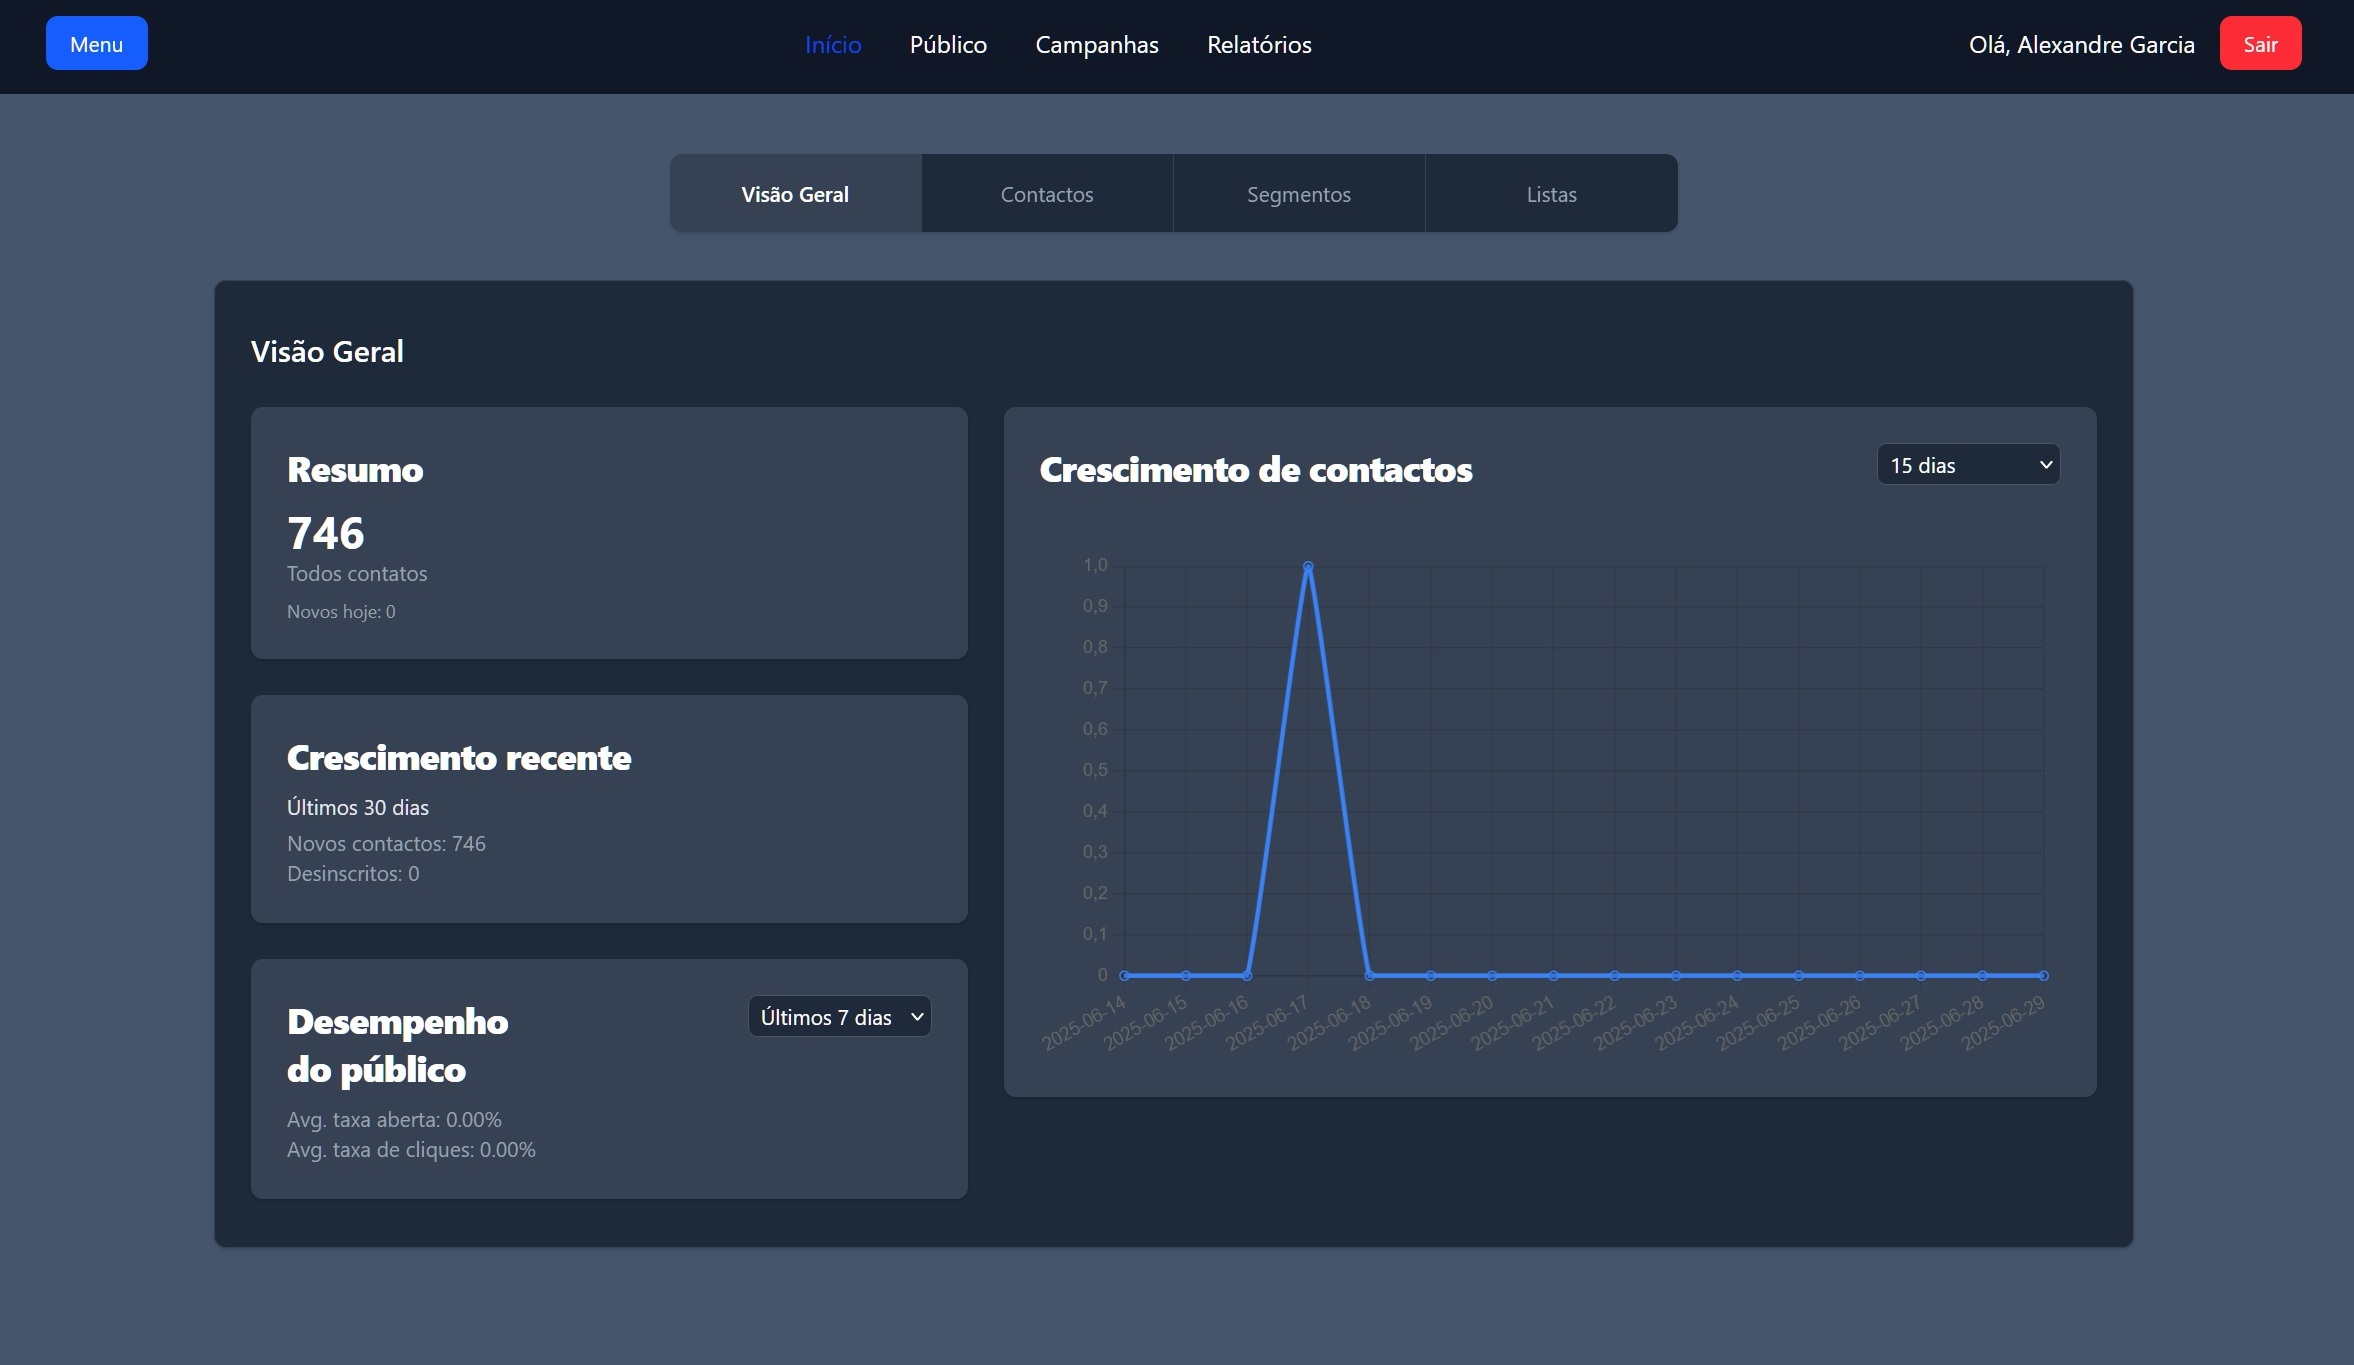 Menu
Início
Público
Campanhas
Relatórios
Olá, Alexandre Garcia
Sair
Visão Geral
Contactos
Segmentos
Listas
Visão Geral
Resumo
746
Todos contatos
Novos hoje: 0
Crescimento recente
Últimos 30 dias
Novos contactos: 746
Desinscritos: 0
Desempenho
do público
Últimos 7 dias
Avg. taxa aberta: 0.00%
Avg. taxa de cliques: 0.00%
Crescimento de contactos
15 dias
1,0
0,9
0,8
0,7
0,6
0,5
0,4
0,3
0,2
0,1
0
2025-06-14
2025-06-15
2025-06-16
2025-06-17
2025-06-18
2025-06-19
2025-06-20
2025-06-21
2025-06-22
2025-06-23
2025-06-24
2025-06-25
2025-06-26
2025-06-27
2025-06-28
2025-06-29